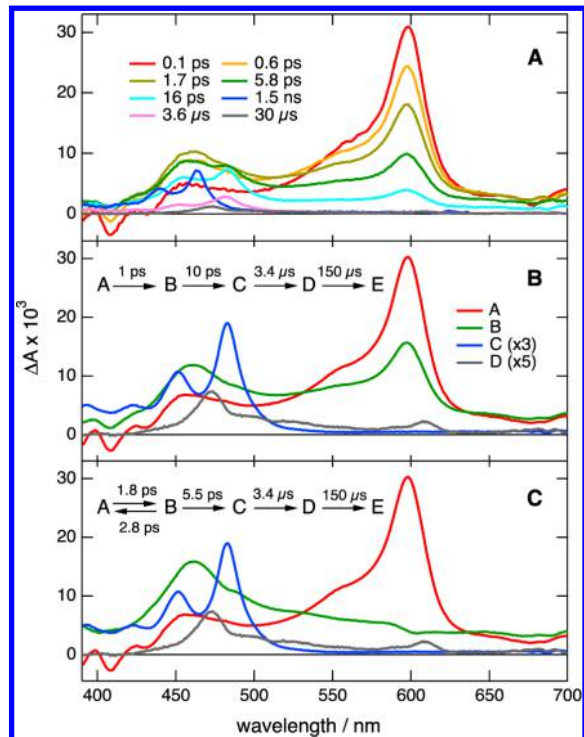 A
0.1 ps 0.6 ps
1.7 ps 5.8 ps
16 ps 1.5 ns
3.6 µs 30 µs
30
20
10
0
B
A 1 ps B 10 ps C 3.4 µs D 150 µs E
A
B
C (x3)
D (x5)
30
20
10
0
ΔA x 10³
C
A 1.8 ps 2.8 ps B 5.5 ps C 3.4 µs D 150 µs E
30
20
10
0
400 450 500 550 600 650 700
wavelength / nm